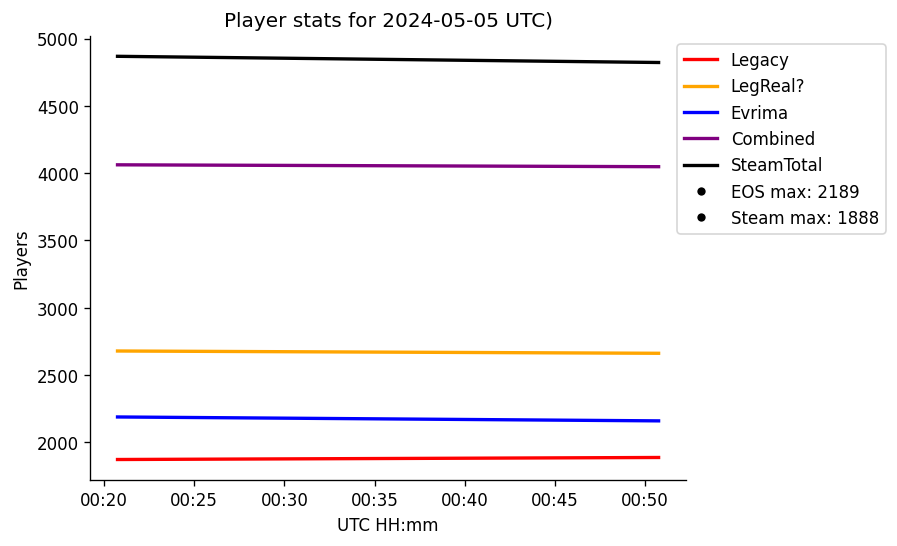 Player stats for 2024-05-05 UTC)
5000
4500
4000
3500
3000
2500
2000
Players
00:20 00:25 00:30 00:35 00:40 00:45 00:50
UTC HH:mm
Legacy
LegReal?
Evrima
Combined
SteamTotal
EOS max: 2189
Steam max: 1888